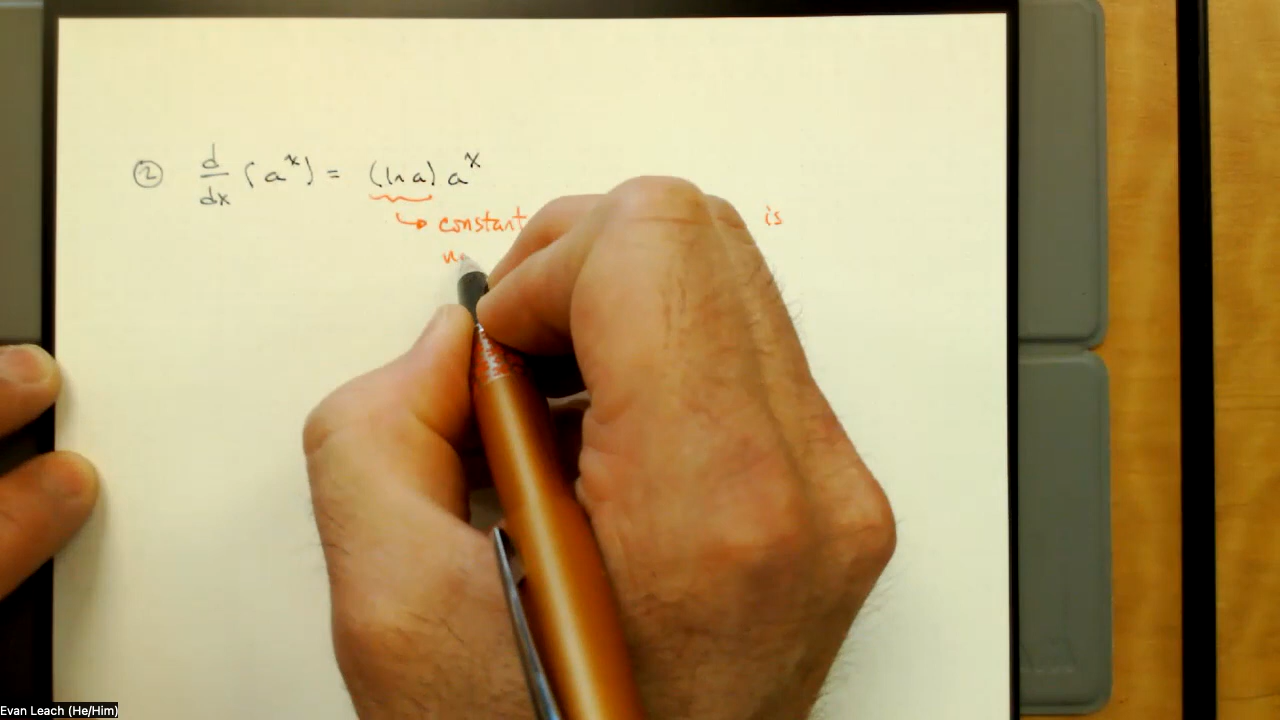 ② d/dx (a^x) = (ln a) a^x
↳ constant is
Evan Leach (He/Him)